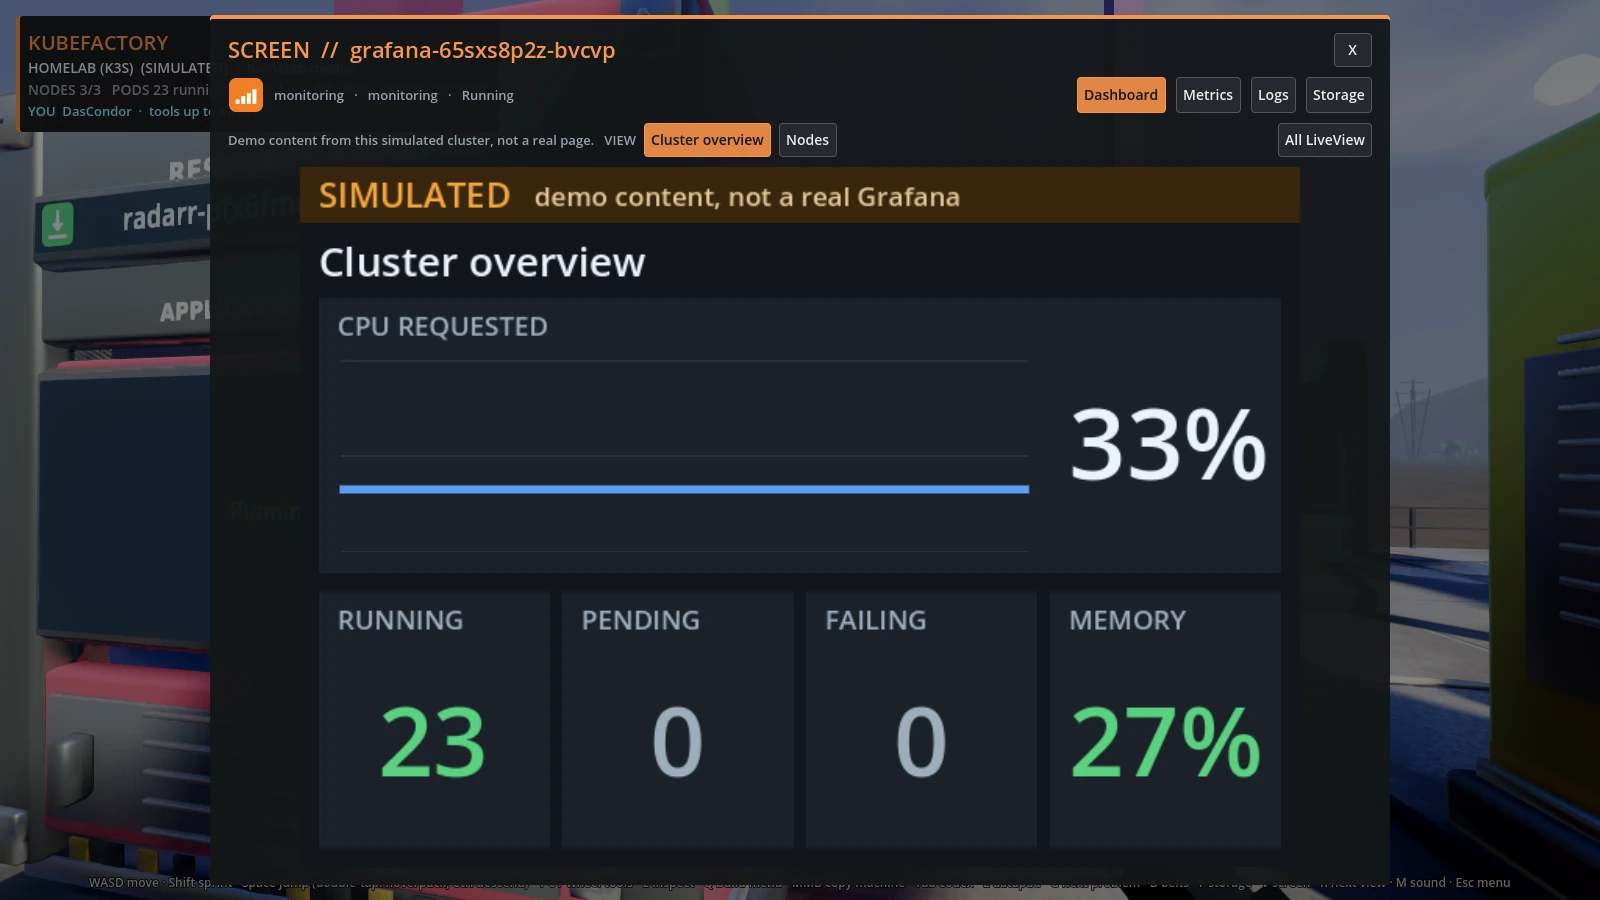 KUBEFACTORY
HOMELAB (K3S) (SIMULATE
NODES 3/3 PODS 23 runni
YOU DasCondor · tools up t
SCREEN // grafana-65sxs8p2z-bvcvp
X
monitoring · monitoring · Running
Dashboard
Metrics
Logs
Storage
Demo content from this simulated cluster, not a real page. VIEW
Cluster overview
Nodes
All LiveView
RES
radarr-p
APPL
SIMULATED demo content, not a real Grafana
Cluster overview
CPU REQUESTED
33%
RUNNING
PENDING
FAILING
MEMORY
23
0
0
27%
WASD move · Shift sp
· M sound · Esc menu